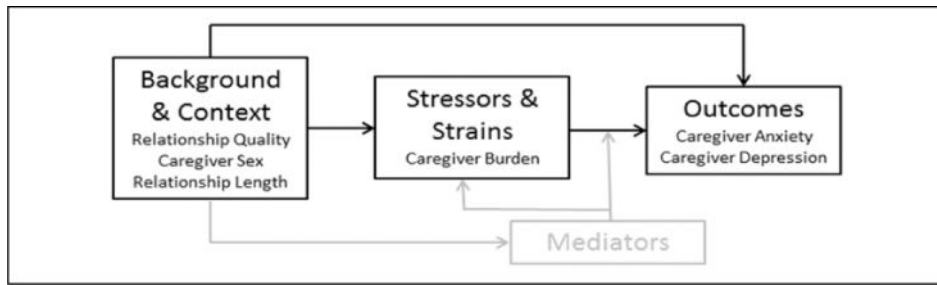 Background
& Context
Relationship Quality
Caregiver Sex
Relationship Length
Stressors &
Strains
Caregiver Burden
Outcomes
Caregiver Anxiety
Caregiver Depression
Mediators